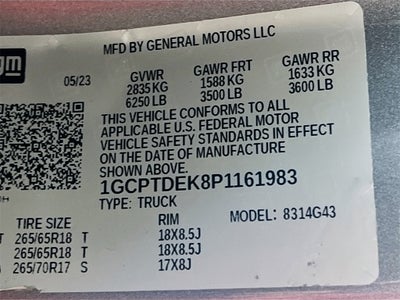 gm
MFD BY GENERAL MOTORS LLC
05/23 GVWR GAWR FRT GAWR RR
2835 KG 1588 KG 1633 KG
6250 LB 3500 LB 3600 LB
THIS VEHICLE CONFORMS TO ALL
APPLICABLE U.S. FEDERAL MOTOR
VEHICLE SAFETY STANDARDS IN EFFECT
ON THE DATE OF MANUFACTURE
SHOWN ABOVE.
1GCPTDEK8P1161983
TYPE: TRUCK MODEL: 8314G43
TIRE SIZE RIM
T 265/65R18 T 18X8.5J
265/65R18 T 18X8.5J
265/70R17 S 17X8J